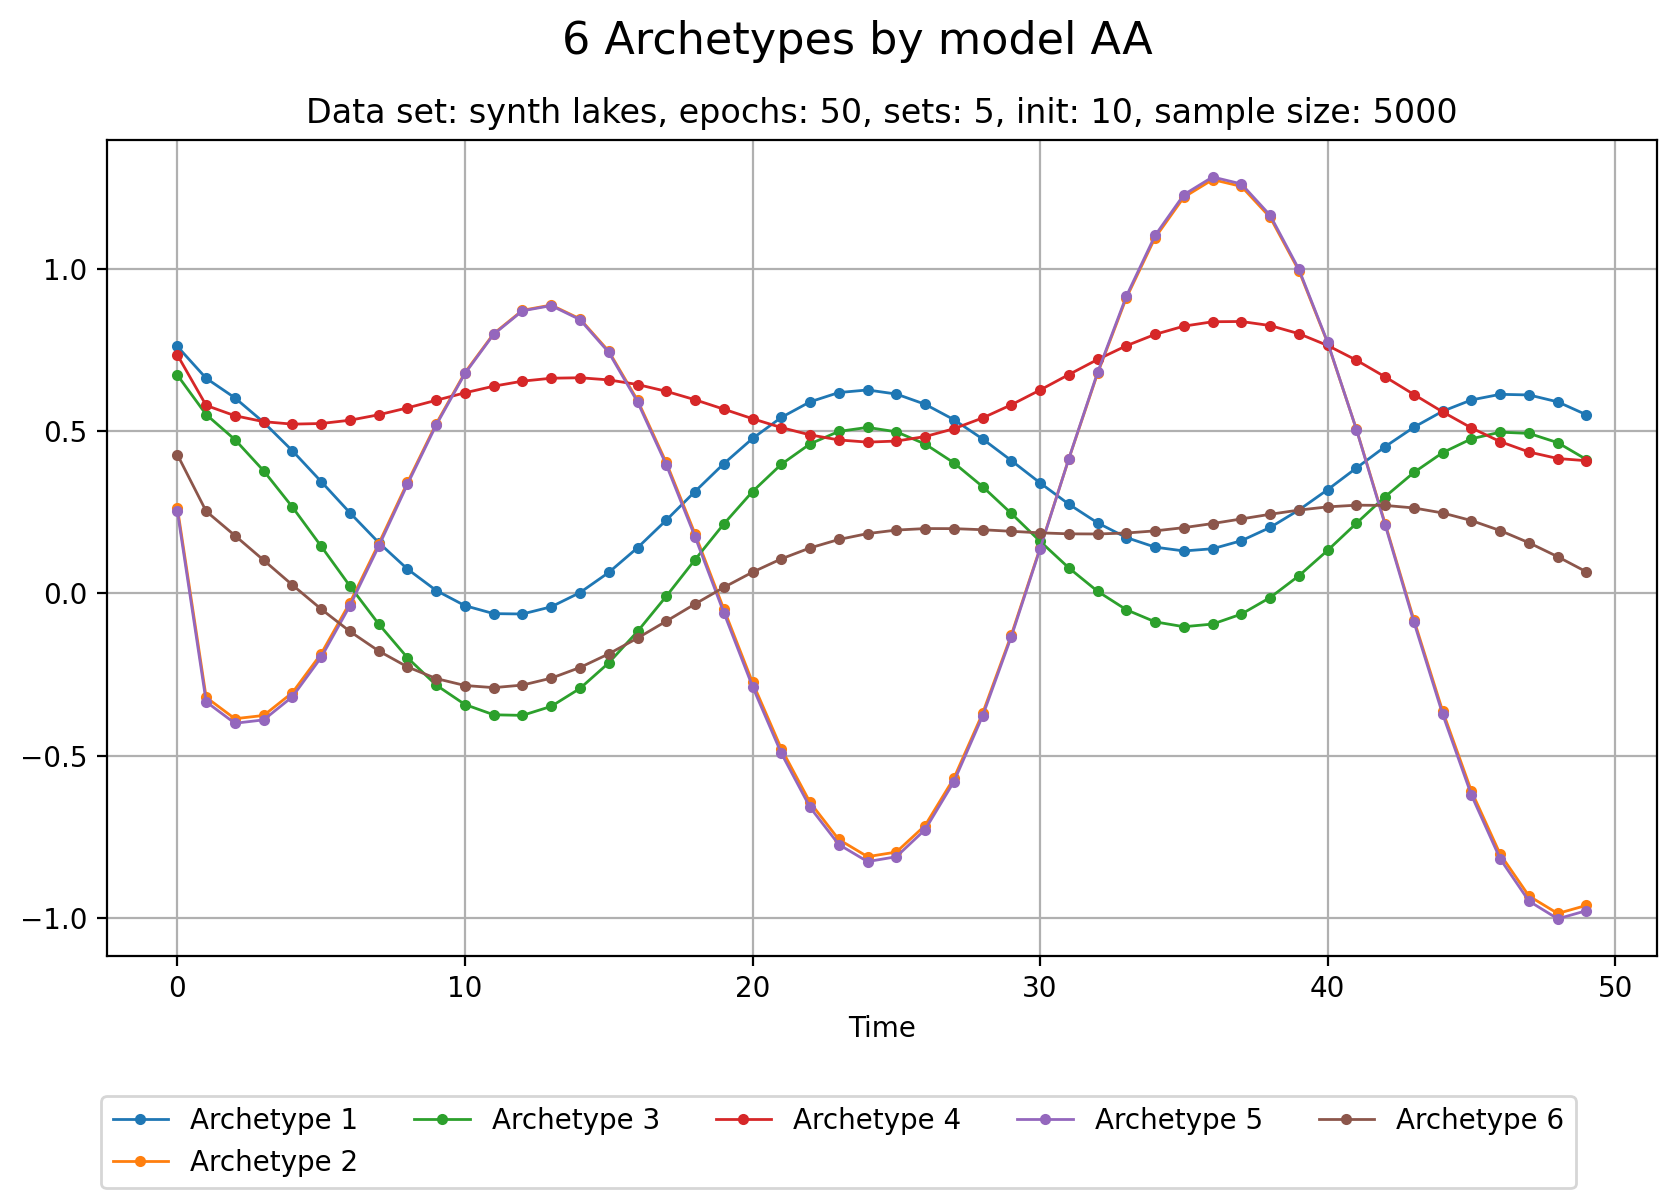 6 Archetypes by model AA
Data set: synth lakes, epochs: 50, sets: 5, init: 10, sample size: 5000
1.0
0.5
0.0
−0.5
−1.0
0 10 20 30 40 50
Time
Archetype 1 Archetype 3 Archetype 4 Archetype 5 Archetype 6
Archetype 2